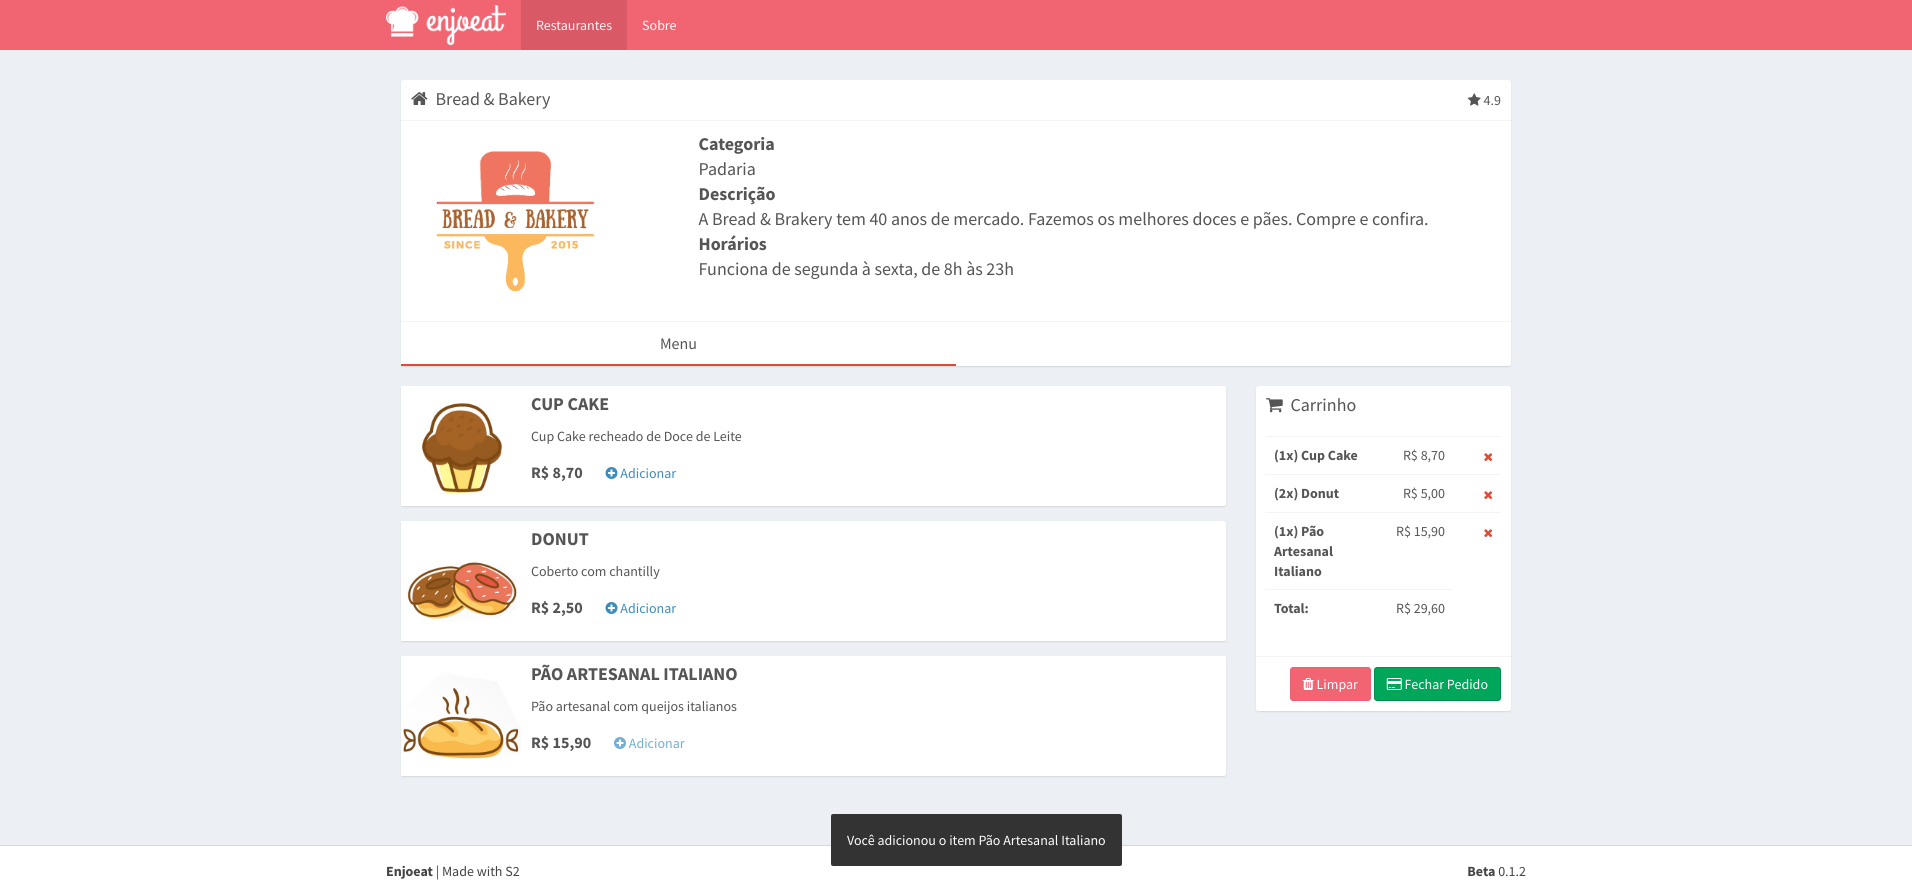 enjoeat
Restaurantes
Sobre
Bread & Bakery
4.9
BREAD & BAKERY
SINCE 2015
Categoria
Padaria
Descrição
A Bread & Brakery tem 40 anos de mercado. Fazemos os melhores doces e pães. Compre e confira.
Horários
Funciona de segunda à sexta, de 8h às 23h
Menu
CUP CAKE
Cup Cake recheado de Doce de Leite
R$ 8,70 Adicionar
DONUT
Coberto com chantilly
R$ 2,50 Adicionar
PÃO ARTESANAL ITALIANO
Pão artesanal com queijos italianos
R$ 15,90 Adicionar
Carrinho
(1x) Cup Cake R$ 8,70
(2x) Donut R$ 5,00
(1x) Pão R$ 15,90
Artesanal
Italiano
Total: R$ 29,60
Limpar Fechar Pedido
Você adicionou o item Pão Artesanal Italiano
Enjoeat | Made with S2
Beta 0.1.2